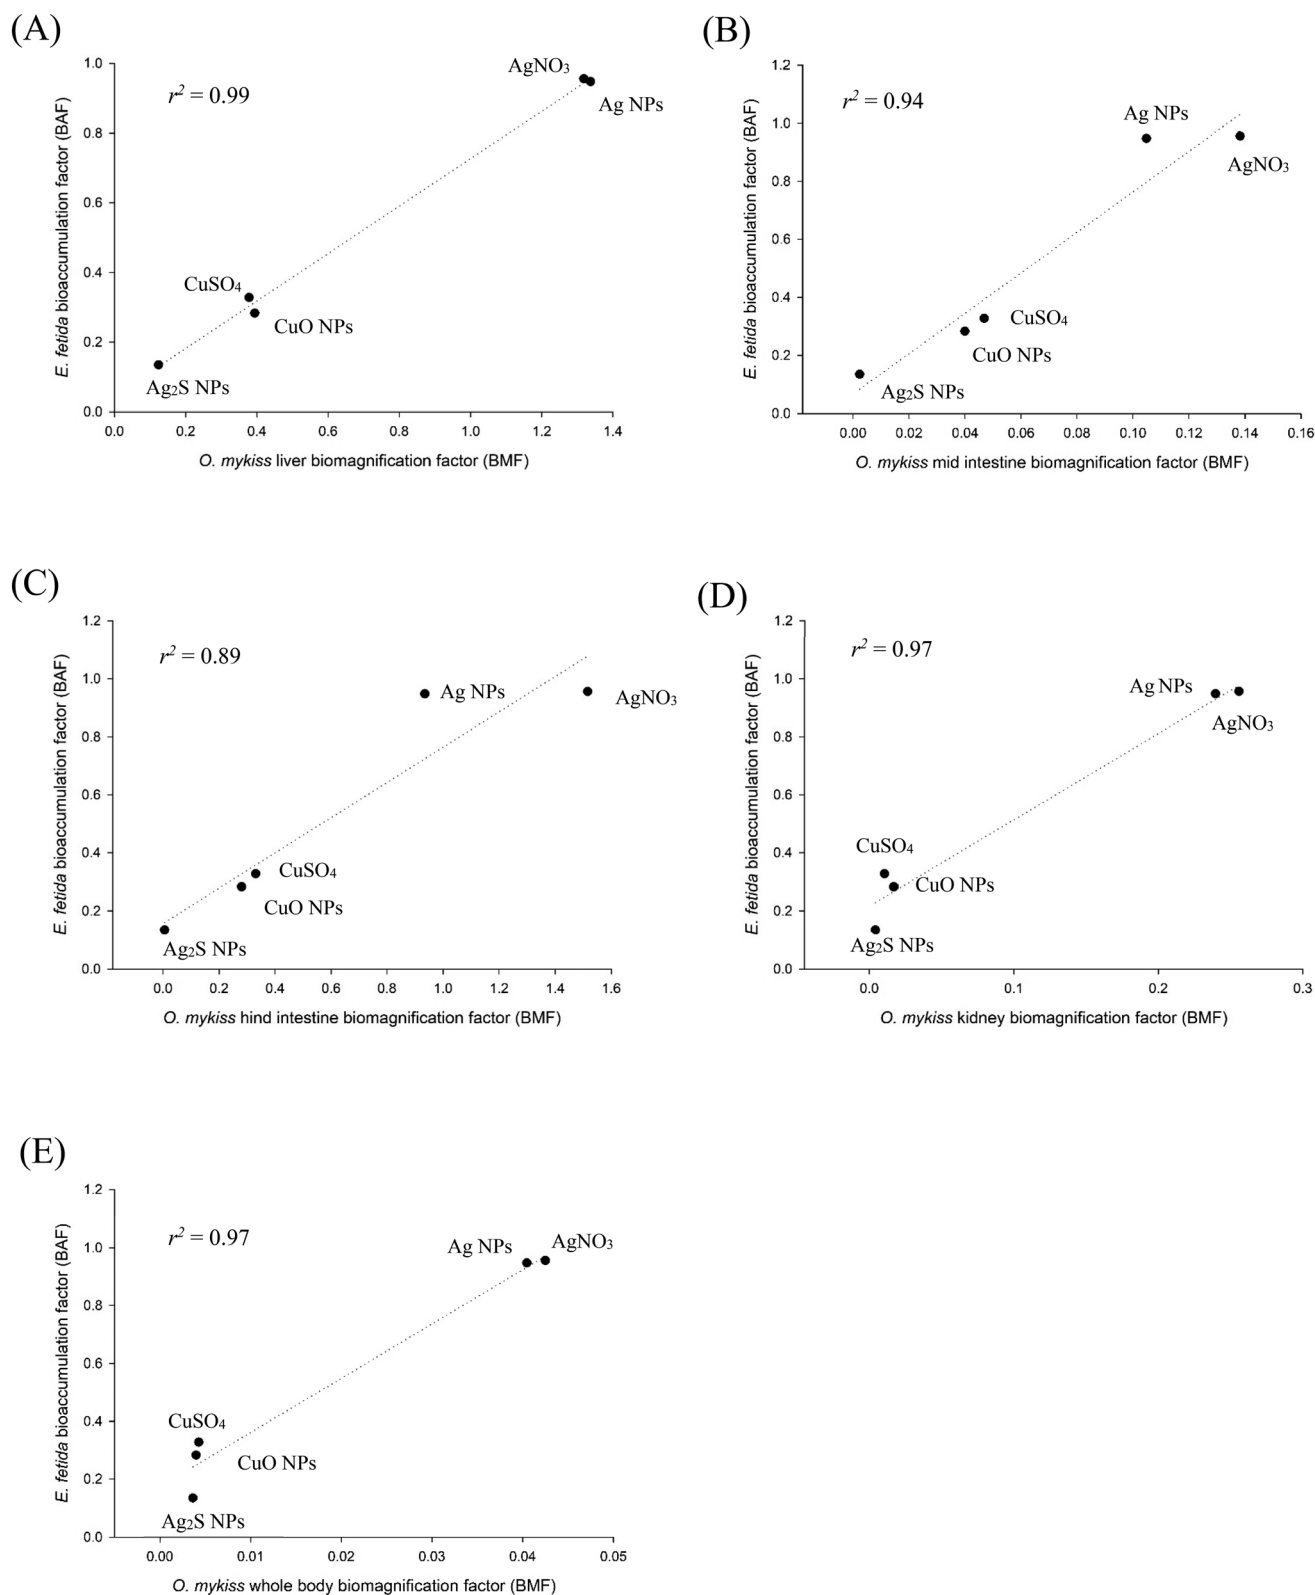 (A)
r² = 0.99
AgNO₃
Ag NPs
CuSO₄
CuO NPs
Ag₂S NPs
E. fetida bioaccumulation factor (BAF)
1.0
0.8
0.6
0.4
0.2
0.0
0.0 0.2 0.4 0.6 0.8 1.0 1.2 1.4
O. mykiss liver biomagnification factor (BMF)
(B)
r² = 0.94
Ag NPs
AgNO₃
CuSO₄
CuO NPs
Ag₂S NPs
E. fetida bioaccumulation factor (BAF)
1.2
1.0
0.8
0.6
0.4
0.2
0.0
0.00 0.02 0.04 0.06 0.08 0.10 0.12 0.14 0.16
O. mykiss mid intestine biomagnification factor (BMF)
(C)
r² = 0.89
Ag NPs
AgNO₃
CuSO₄
CuO NPs
Ag₂S NPs
E. fetida bioaccumulation factor (BAF)
1.2
1.0
0.8
0.6
0.4
0.2
0.0
0.0 0.2 0.4 0.6 0.8 1.0 1.2 1.4 1.6
O. mykiss hind intestine biomagnification factor (BMF)
(D)
r² = 0.97
Ag NPs
AgNO₃
CuSO₄
CuO NPs
Ag₂S NPs
E. fetida bioaccumulation factor (BAF)
1.2
1.0
0.8
0.6
0.4
0.2
0.0
0.0 0.1 0.2 0.3
O. mykiss kidney biomagnification factor (BMF)
(E)
r² = 0.97
Ag NPs
AgNO₃
CuSO₄
CuO NPs
Ag₂S NPs
E. fetida bioaccumulation factor (BAF)
1.2
1.0
0.8
0.6
0.4
0.2
0.0
0.00 0.01 0.02 0.03 0.04 0.05
O. mykiss whole body biomagnification factor (BMF)